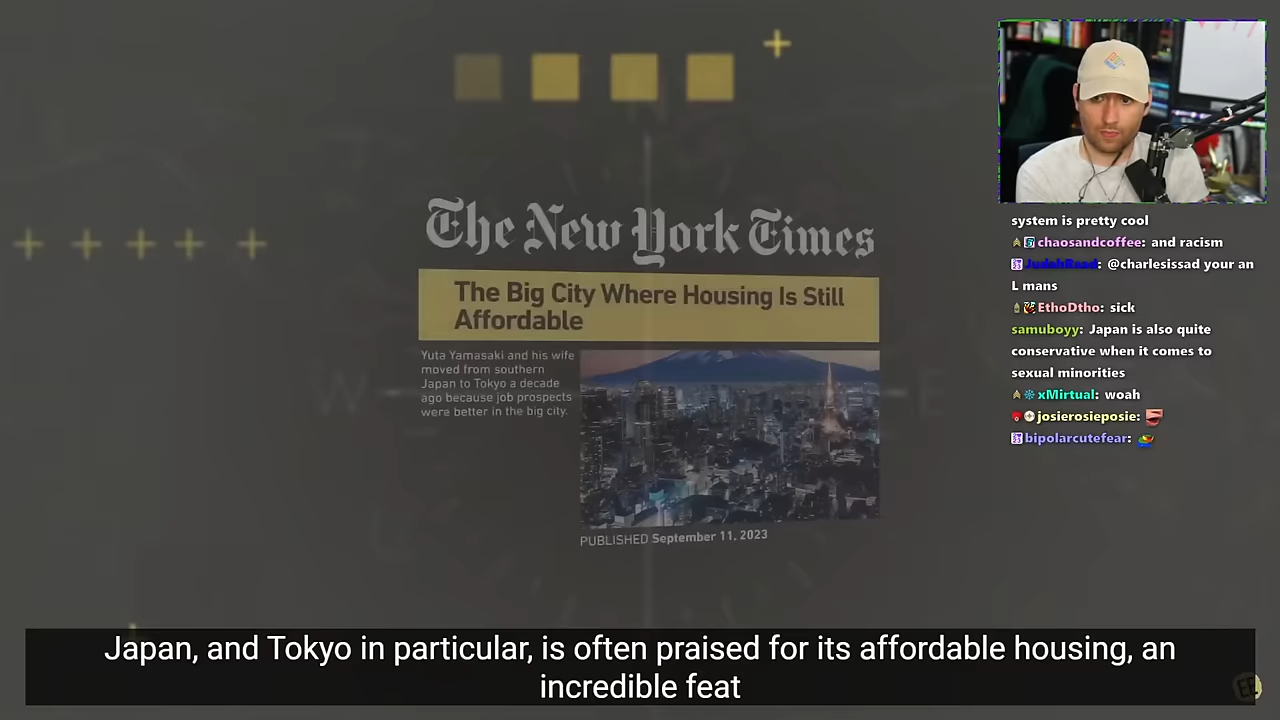 The New York Times
The Big City Where Housing Is Still
Affordable
Yuta Yamasaki and his wife
moved from southern
Japan to Tokyo a decade
ago because job prospects
were better in the big city.
PUBLISHED September 11, 2023
W
E
system is pretty cool
chaosandcoffee: and racism
JudahRead: @charlesissad your an
L mans
EthoDtho: sick
samuboyy: Japan is also quite
conservative when it comes to
sexual minorities
xMirtual: woah
josierosieposie:
bipolarcutefear:
Japan, and Tokyo in particular, is often praised for its affordable housing, an
incredible feat